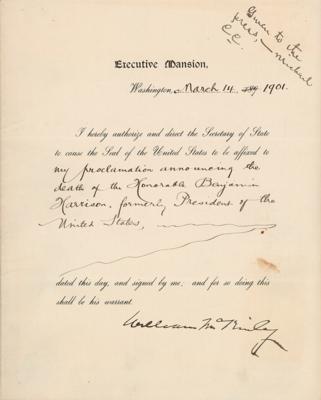 Given to the
press,
C.C.
Executive Mansion,
Washington, March 14, 189 1901.
I hereby authorize and direct the Secretary of State
to cause the Seal of the United States to be affixed to
my proclamation announcing the
death of the Honorable Benjamin
Harrison, formerly President of the
United States,
dated this day, and signed by me; and for so doing this
shall be his warrant.
William McKinley